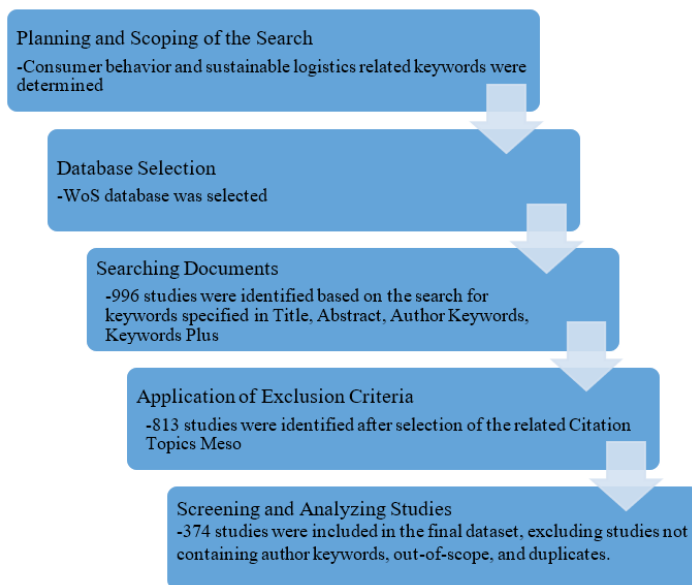 Planning and Scoping of the Search
-Consumer behavior and sustainable logistics related keywords were
determined
Database Selection
-WoS database was selected
Searching Documents
-996 studies were identified based on the search for
keywords specified in Title, Abstract, Author Keywords,
Keywords Plus
Application of Exclusion Criteria
-813 studies were identified after selection of the related Citation
Topics Meso
Screening and Analyzing Studies
-374 studies were included in the final dataset, excluding studies not
containing author keywords, out-of-scope, and duplicates.